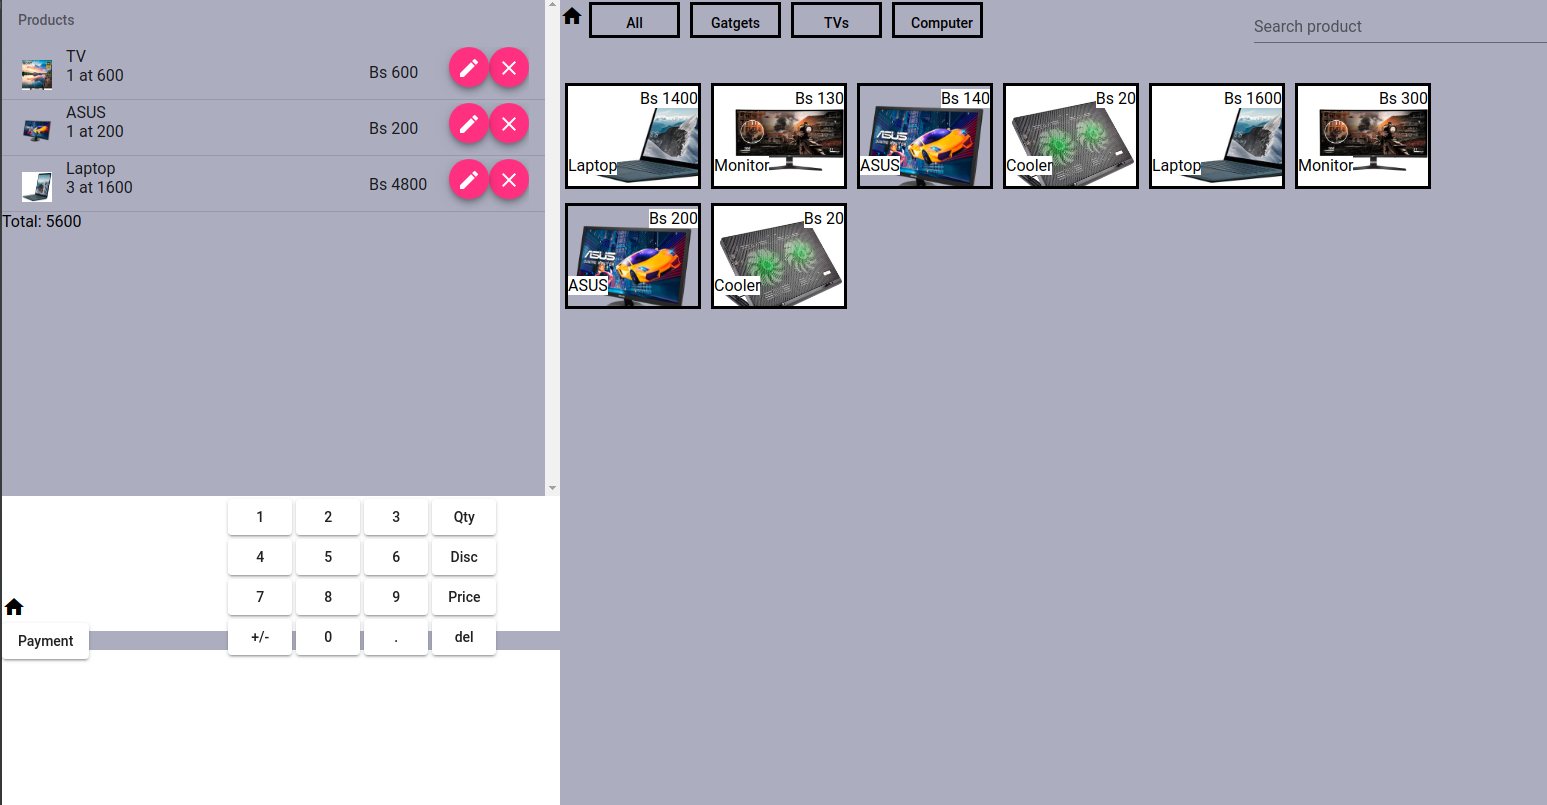 Products
TV
1 at 600
Bs 600
ASUS
1 at 200
Bs 200
Laptop
3 at 1600
Bs 4800
Total: 5600
1 2 3 Qty
4 5 6 Disc
7 8 9 Price
+/- 0 . del
Payment
All Gatgets TVs Computer
Search product
Bs 1400
Laptop
Bs 130
Monitor
Bs 140
ASUS
ASUS
Bs 20
Cooler
Bs 1600
Laptop
Bs 300
Monitor
Bs 200
ASUS
ASUS
Bs 20
Cooler